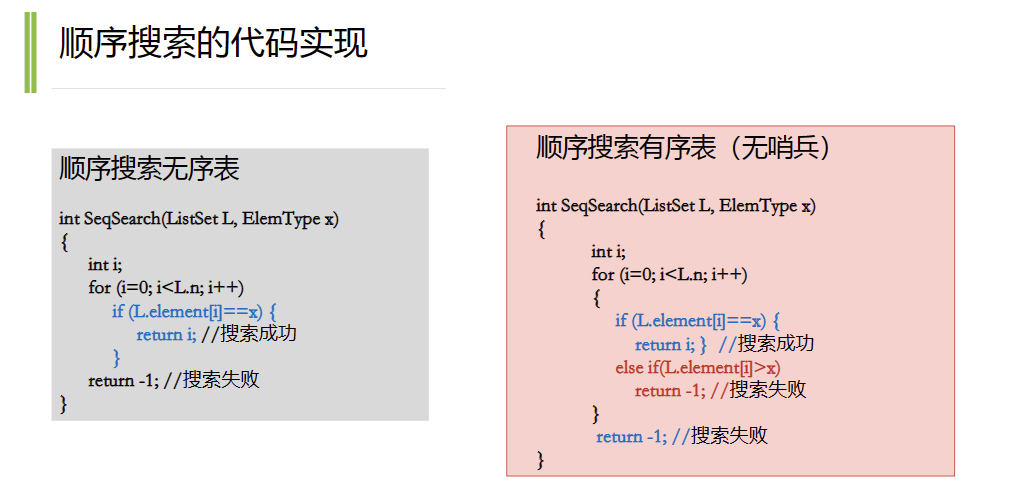 顺序搜索的代码实现
顺序搜索无序表
int SeqSearch(ListSet L, ElemType x)
{
int i;
for (i=0; i<L.n; i++)
if (L.element[i]==x) {
return i; //搜索成功
}
return -1; //搜索失败
}
顺序搜索有序表（无哨兵）
int SeqSearch(ListSet L, ElemType x)
{
int i;
for (i=0; i<L.n; i++)
{
if (L.element[i]==x) {
return i; } //搜索成功
else if(L.element[i]>x)
return -1; //搜索失败
}
return -1; //搜索失败
}